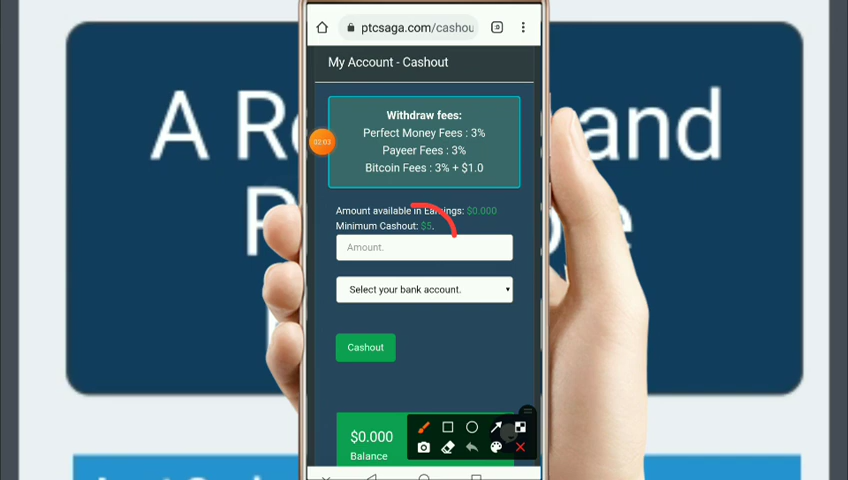 A R
and
ptcsaga.com/cashou
My Account - Cashout
Withdraw fees:
Perfect Money Fees : 3%
Payeer Fees : 3%
Bitcoin Fees : 3% + $1.0
02:03
Amount available in Earnings: $0.000
Minimum Cashout: $5.
Amount.
Select your bank account.
Cashout
$0.000
Balance